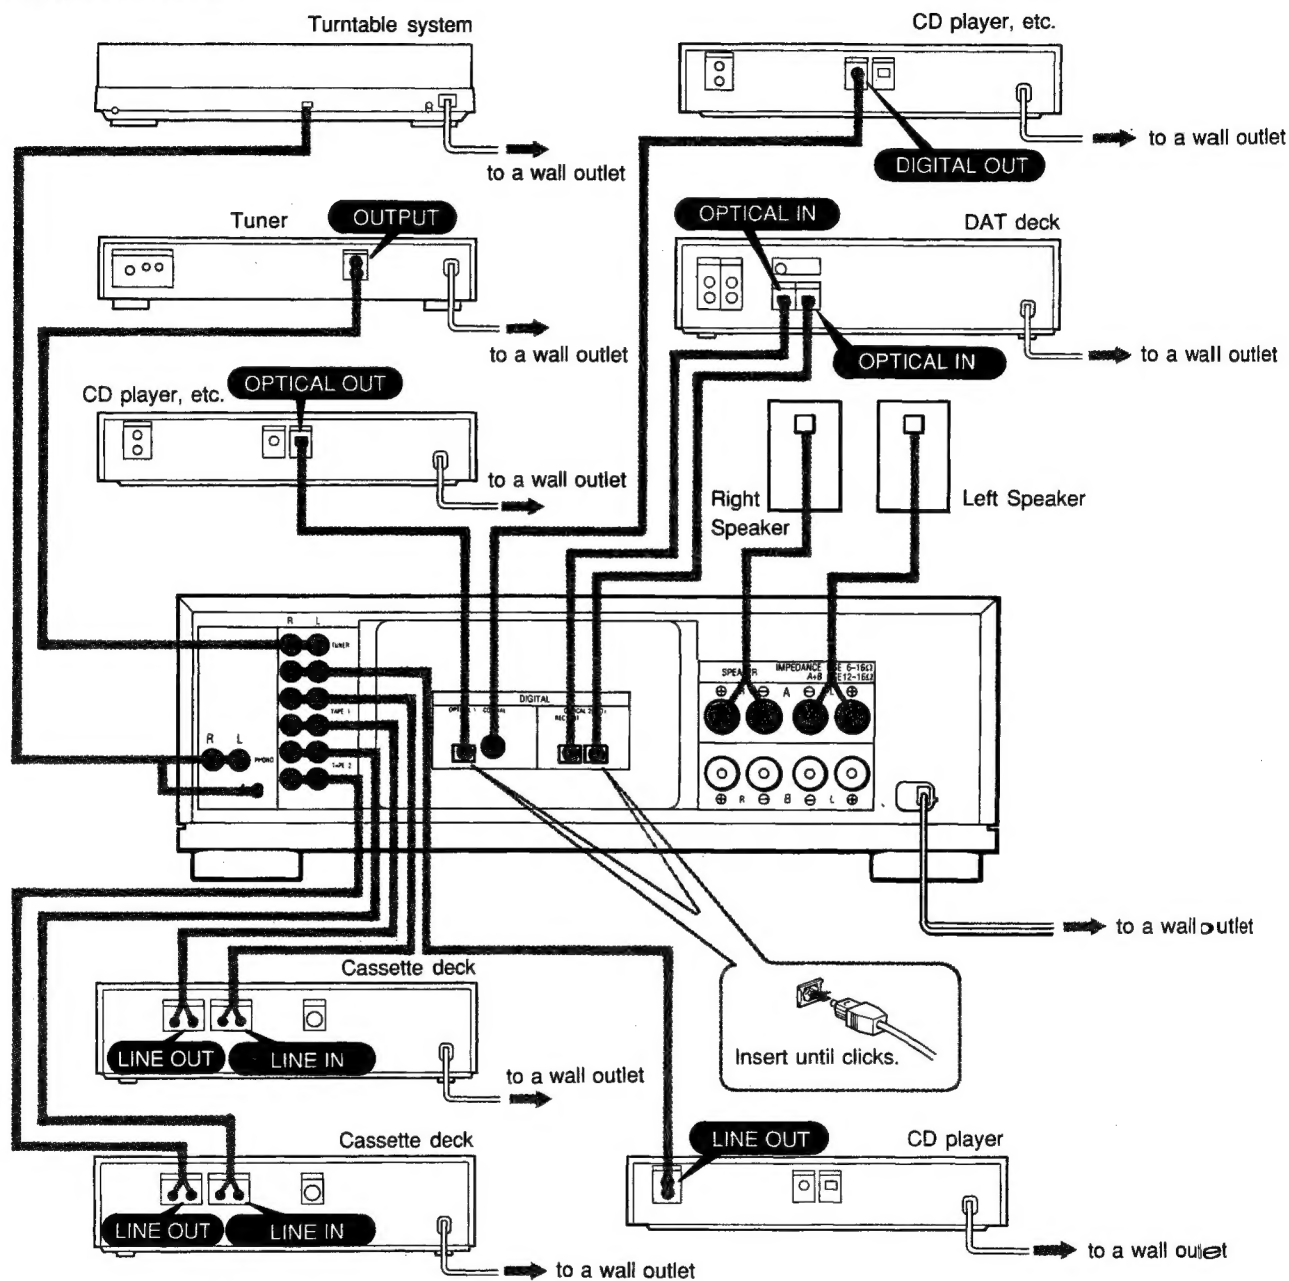 Turntable system
CD player, etc.
to a wall outlet
DIGITAL OUT
to a wall outlet
Tuner
OUTPUT
OPTICAL IN
DAT deck
to a wall outlet
OPTICAL IN
to a wall outlet
CD player, etc.
OPTICAL OUT
to a wall outlet
Right
Speaker
Left Speaker
R L
TUNER
TAPE 1
TAPE 2
R L
PHONO
DIGITAL
SPEAKER
IMPEDANCE
6-16Ω
A+B
12-16Ω
⊕ R ⊖ A ⊖ L ⊕
⊕ R ⊖ B ⊖ L ⊕
to a wall outlet
Cassette deck
LINE OUT
LINE IN
to a wall outlet
Insert until clicks.
Cassette deck
LINE OUT
LINE IN
to a wall outlet
LINE OUT
CD player
to a wall outlet